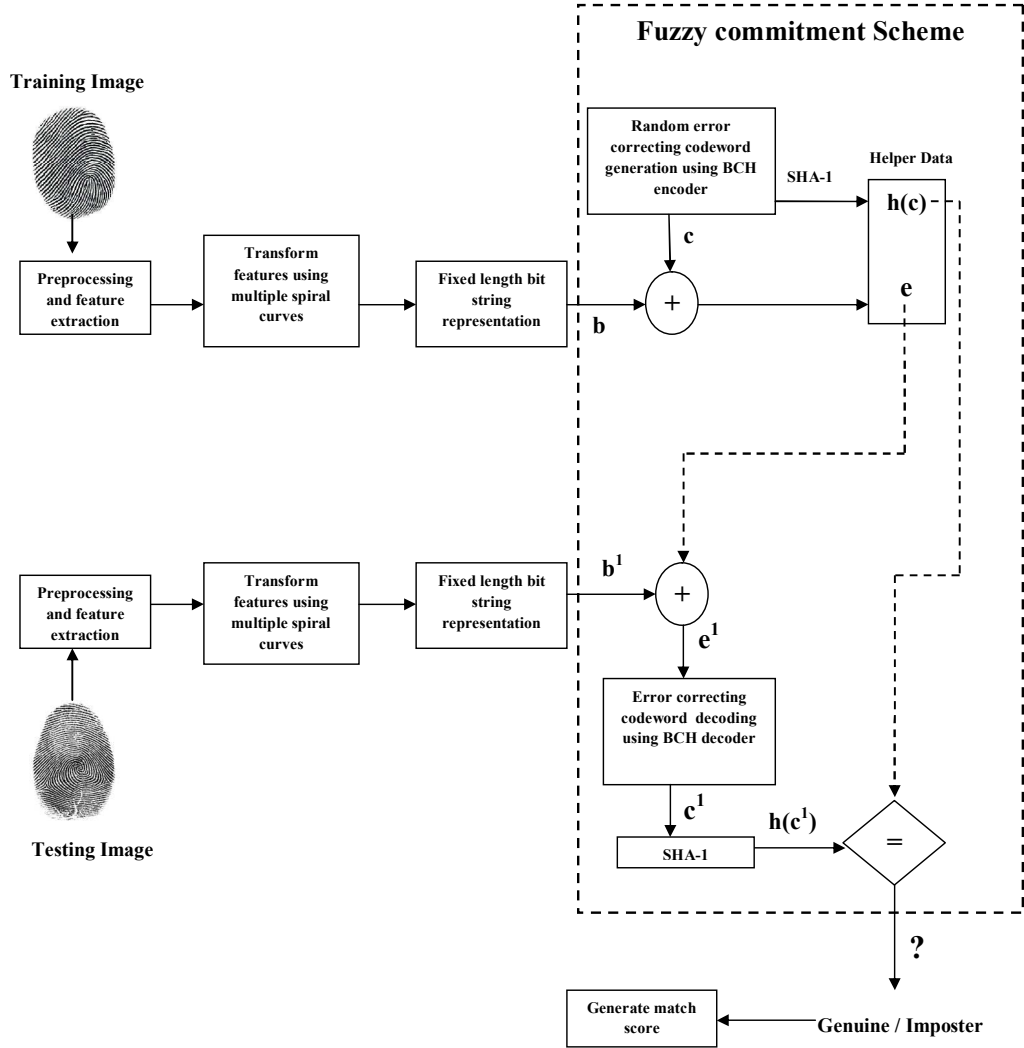 Fuzzy commitment Scheme
Training Image
Random error
correcting codeword
generation using BCH
encoder
SHA-1
Helper Data
h(c)
c
e
Preprocessing
and feature
extraction
Transform
features using
multiple spiral
curves
Fixed length bit
string
representation
b
+
Preprocessing
and feature
extraction
Transform
features using
multiple spiral
curves
Fixed length bit
string
representation
b¹
+
e¹
Error correcting
codeword decoding
using BCH decoder
c¹
SHA-1
h(c¹)
=
Testing Image
?
Generate match
score
Genuine / Imposter